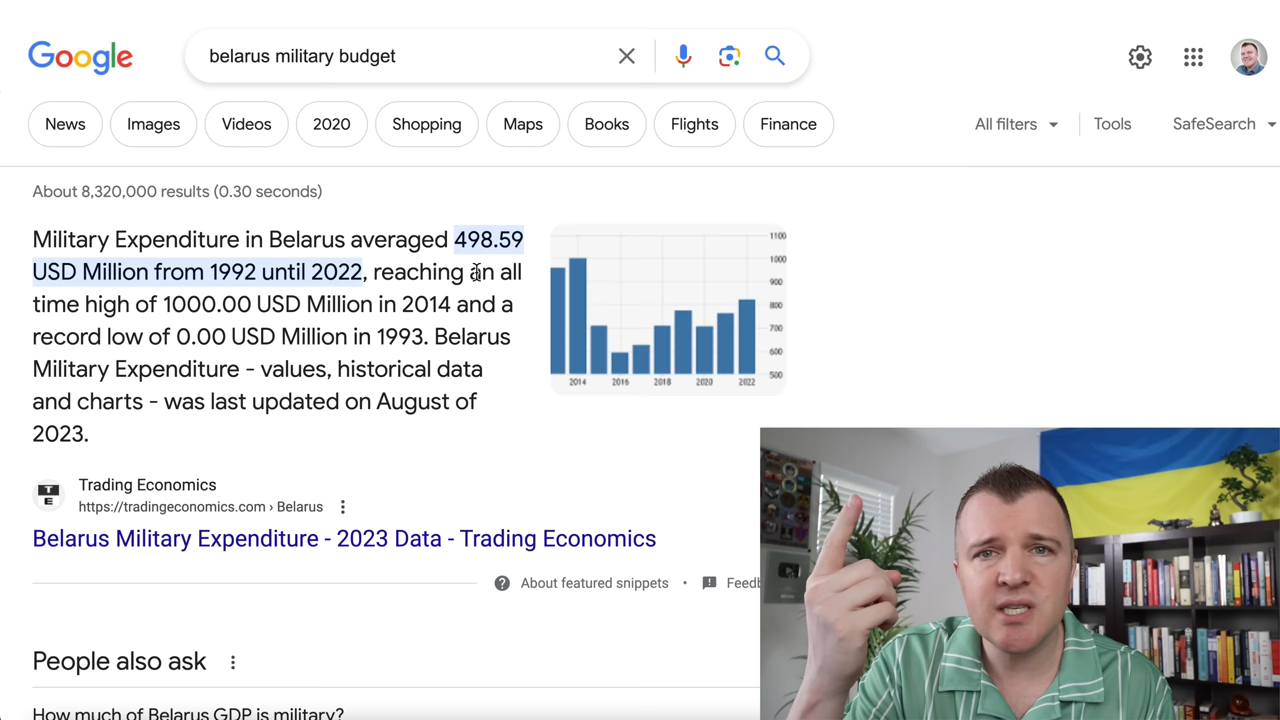 Google
belarus military budget
News
Images
Videos
2020
Shopping
Maps
Books
Flights
Finance
All filters
Tools
SafeSearch
About 8,320,000 results (0.30 seconds)
Military Expenditure in Belarus averaged 498.59
USD Million from 1992 until 2022, reaching an all
time high of 1000.00 USD Million in 2014 and a
record low of 0.00 USD Million in 1993. Belarus
Military Expenditure - values, historical data
and charts - was last updated on August of
2023.
1100
1000
900
800
700
600
500
2014
2016
2018
2020
2022
TE
Trading Economics
https://tradingeconomics.com › Belarus
Belarus Military Expenditure - 2023 Data - Trading Economics
About featured snippets
•
Feedb
People also ask
How much of Belarus GDP is military?